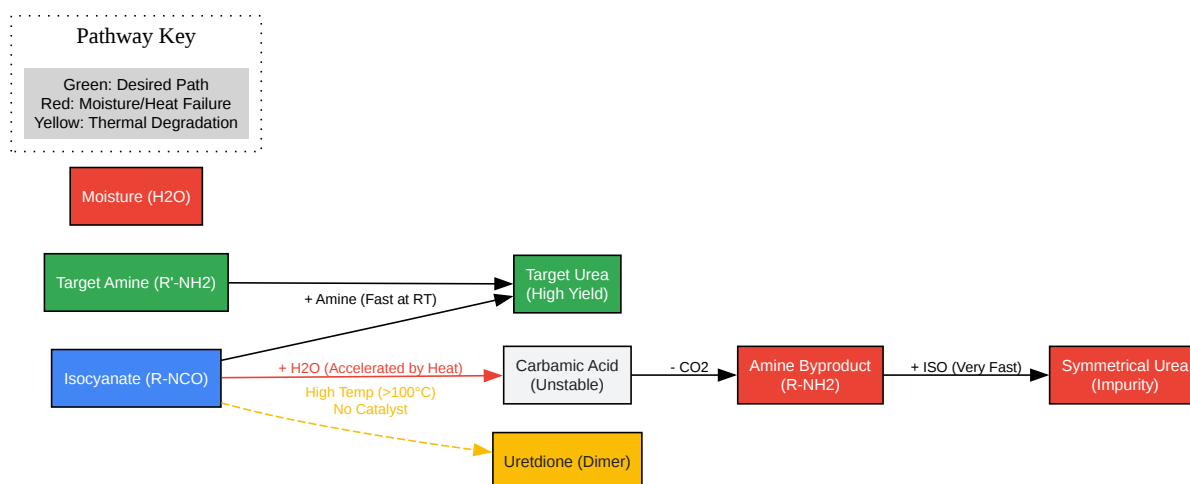 Pathway Key
Green: Desired Path
Red: Moisture/Heat Failure
Yellow: Thermal Degradation
Moisture (H2O)
Target Amine (R'-NH2)
+ Amine (Fast at RT)
Target Urea
(High Yield)
Isocyanate (R-NCO)
+ H2O (Accelerated by Heat)
High Temp (>100°C)
No Catalyst
Carbamic Acid
(Unstable)
- CO2
Amine Byproduct
(R-NH2)
+ ISO (Very Fast)
Symmetrical Urea
(Impurity)
Uretdione (Dimer)